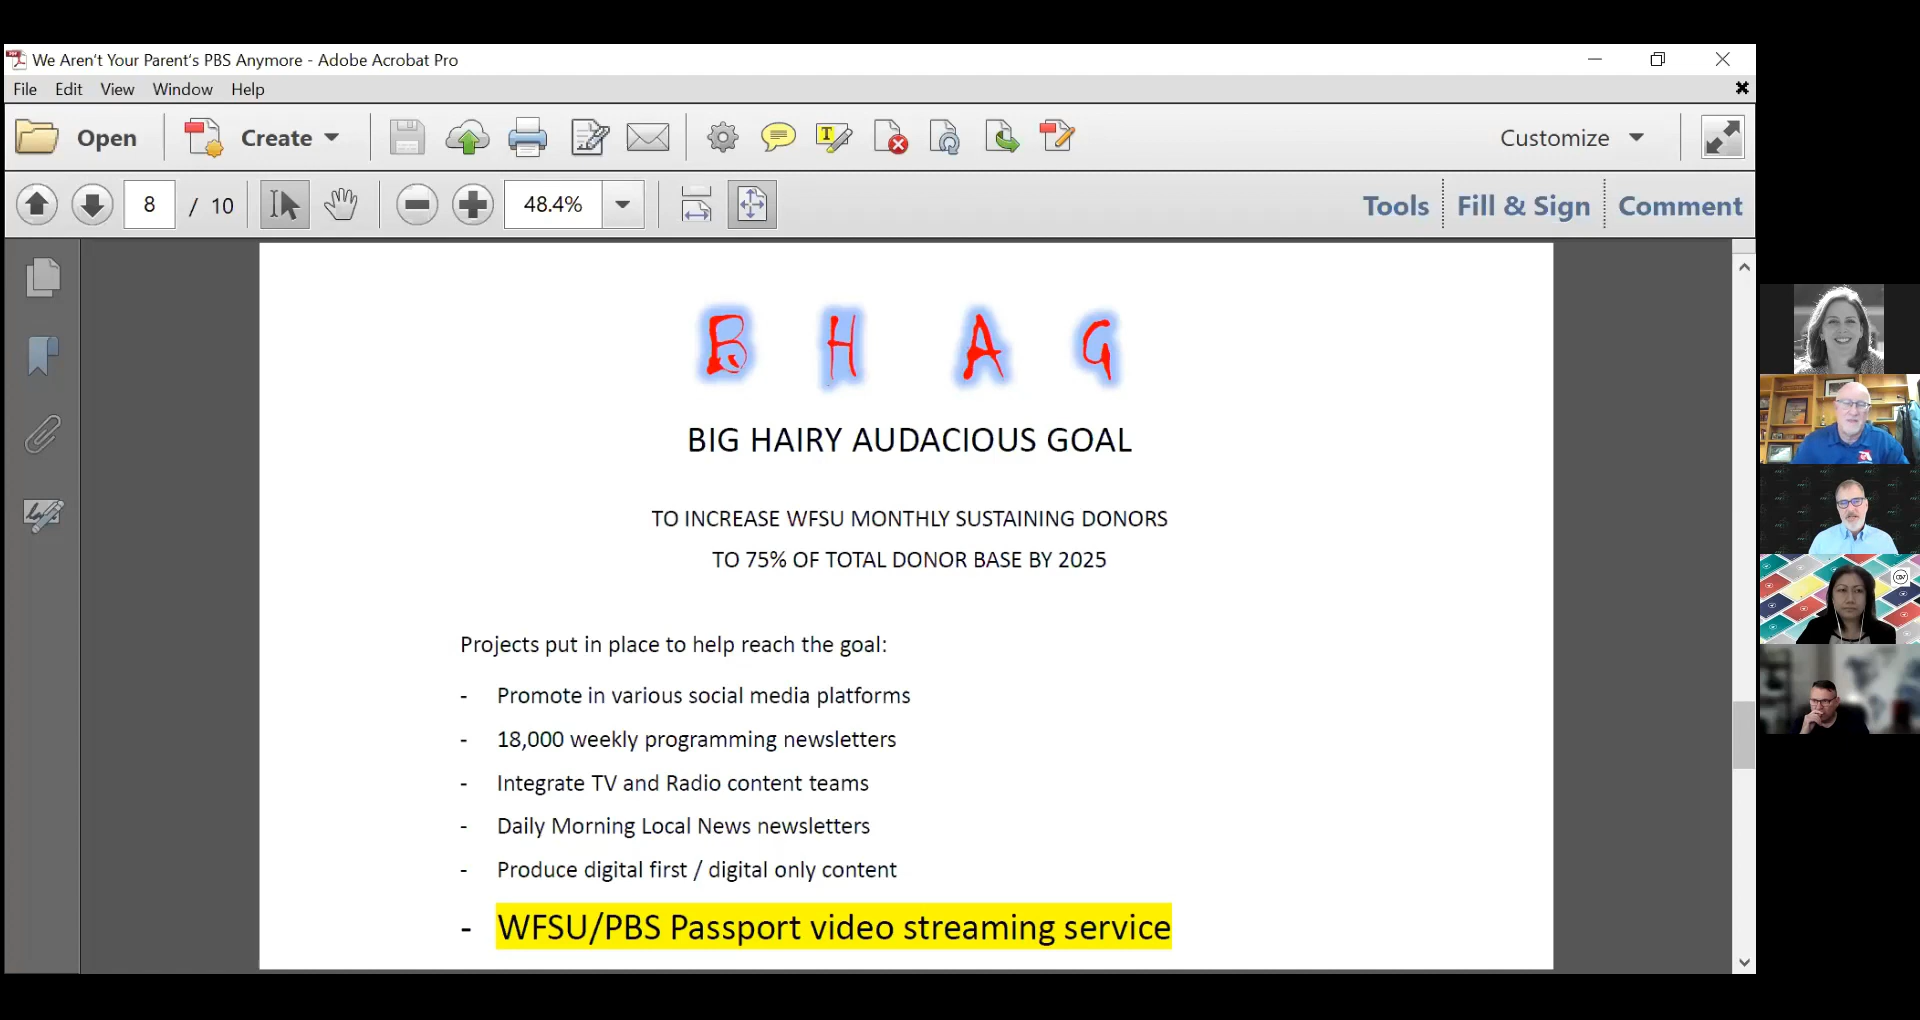 We Aren't Your Parent's PBS Anymore - Adobe Acrobat Pro
File Edit View Window Help
Open Create Customize
8 / 10 48.4% Tools Fill & Sign Comment
B H A G
BIG HAIRY AUDACIOUS GOAL
TO INCREASE WFSU MONTHLY SUSTAINING DONORS
TO 75% OF TOTAL DONOR BASE BY 2025
Projects put in place to help reach the goal:
- Promote in various social media platforms
- 18,000 weekly programming newsletters
- Integrate TV and Radio content teams
- Daily Morning Local News newsletters
- Produce digital first / digital only content
- WFSU/PBS Passport video streaming service